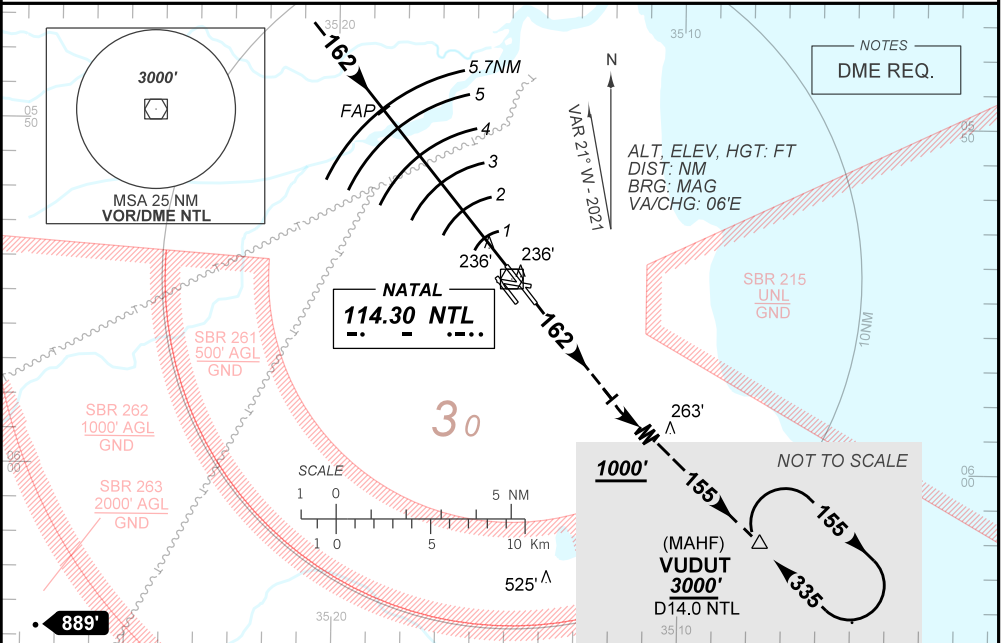 35 20
35 10
3000'
MSA 25 NM
VOR/DME NTL
05
50
162
5.7NM
FAP
5
4
3
2
1
236'
236'
N
VAR 21° W - 2021
NOTES
DME REQ.
ALT, ELEV, HGT: FT
DIST: NM
BRG: MAG
VA/CHG: 06'E
05
50
NATAL
114.30 NTL
-· - ·-··
162
SBR 215
UNL
GND
10NM
SBR 261
500' AGL
GND
SBR 262
1000' AGL
GND
SBR 263
2000' AGL
GND
30
263'
06
00
06
00
SCALE
1 0 5 NM
1 0 5 10 Km
525'
NOT TO SCALE
1000'
155
155
335
(MAHF)
VUDUT
3000'
D14.0 NTL
889'
35 20
35 10